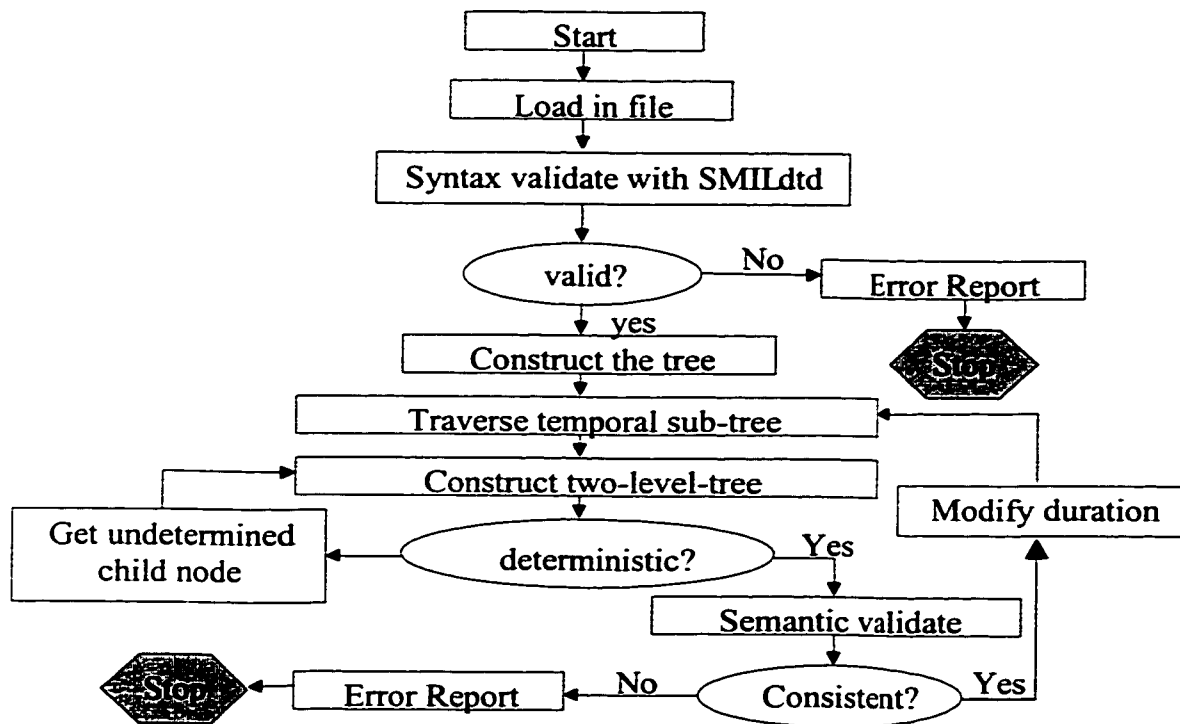 Start
Load in file
Syntax validate with SMILdtd
valid?
No
Error Report
Stop
yes
Construct the tree
Traverse temporal sub-tree
Construct two-level-tree
Modify duration
Get undetermined
child node
deterministic?
Yes
Semantic validate
Consistent?
Yes
No
Error Report
Stop